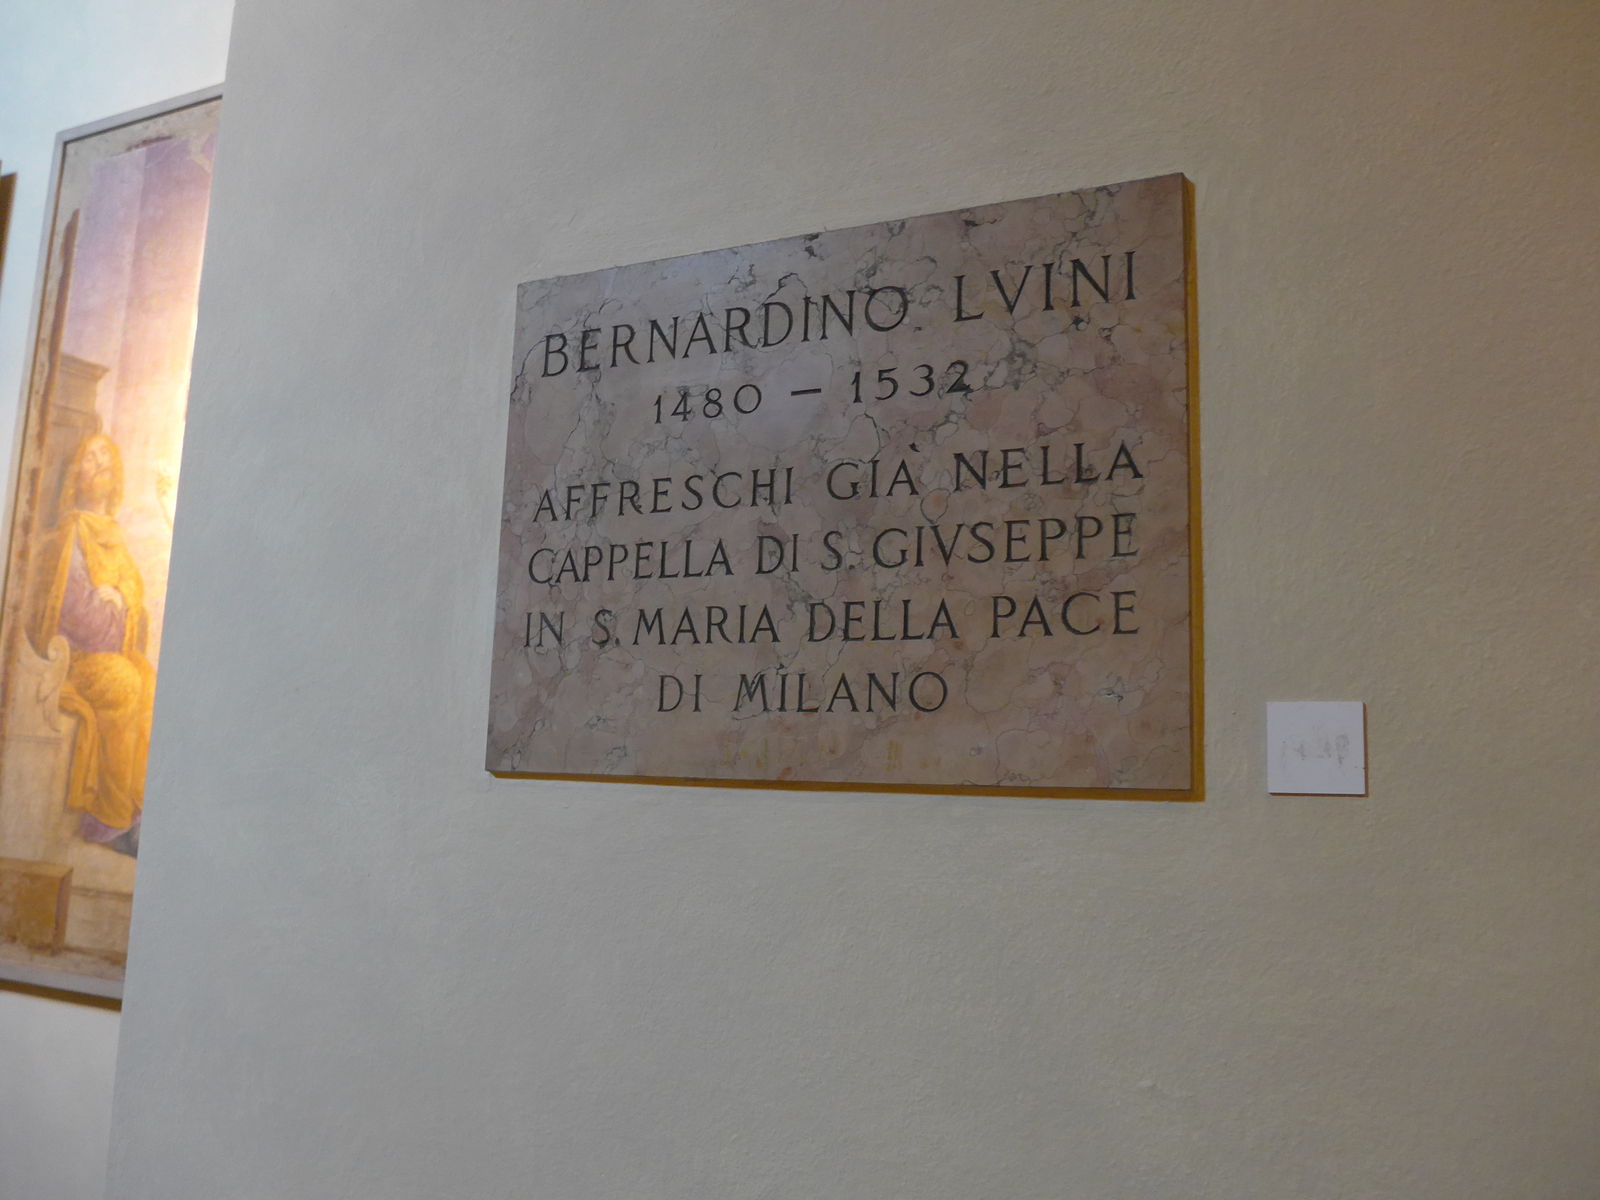 BERNARDINO LVINI
1480 – 1532
AFFRESCHI GIÀ NELLA
CAPPELLA DI S. GIVSEPPE
IN S. MARIA DELLA PACE
DI MILANO